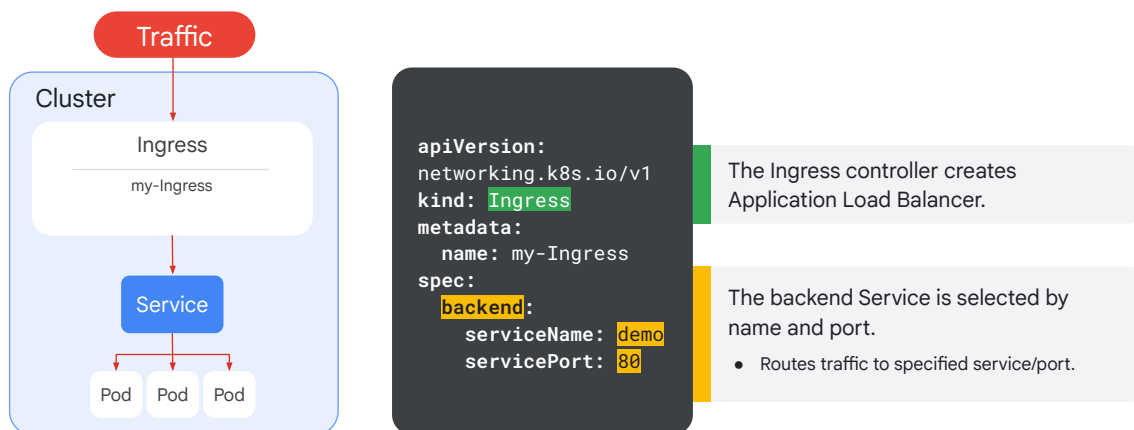 Traffic
Cluster
Ingress
my-Ingress
Service
Pod
Pod
Pod
apiVersion:
networking.k8s.io/v1
kind: Ingress
metadata:
  name: my-Ingress
spec:
  backend:
    serviceName: demo
    servicePort: 80
The Ingress controller creates
Application Load Balancer.
The backend Service is selected by
name and port.
● Routes traffic to specified service/port.